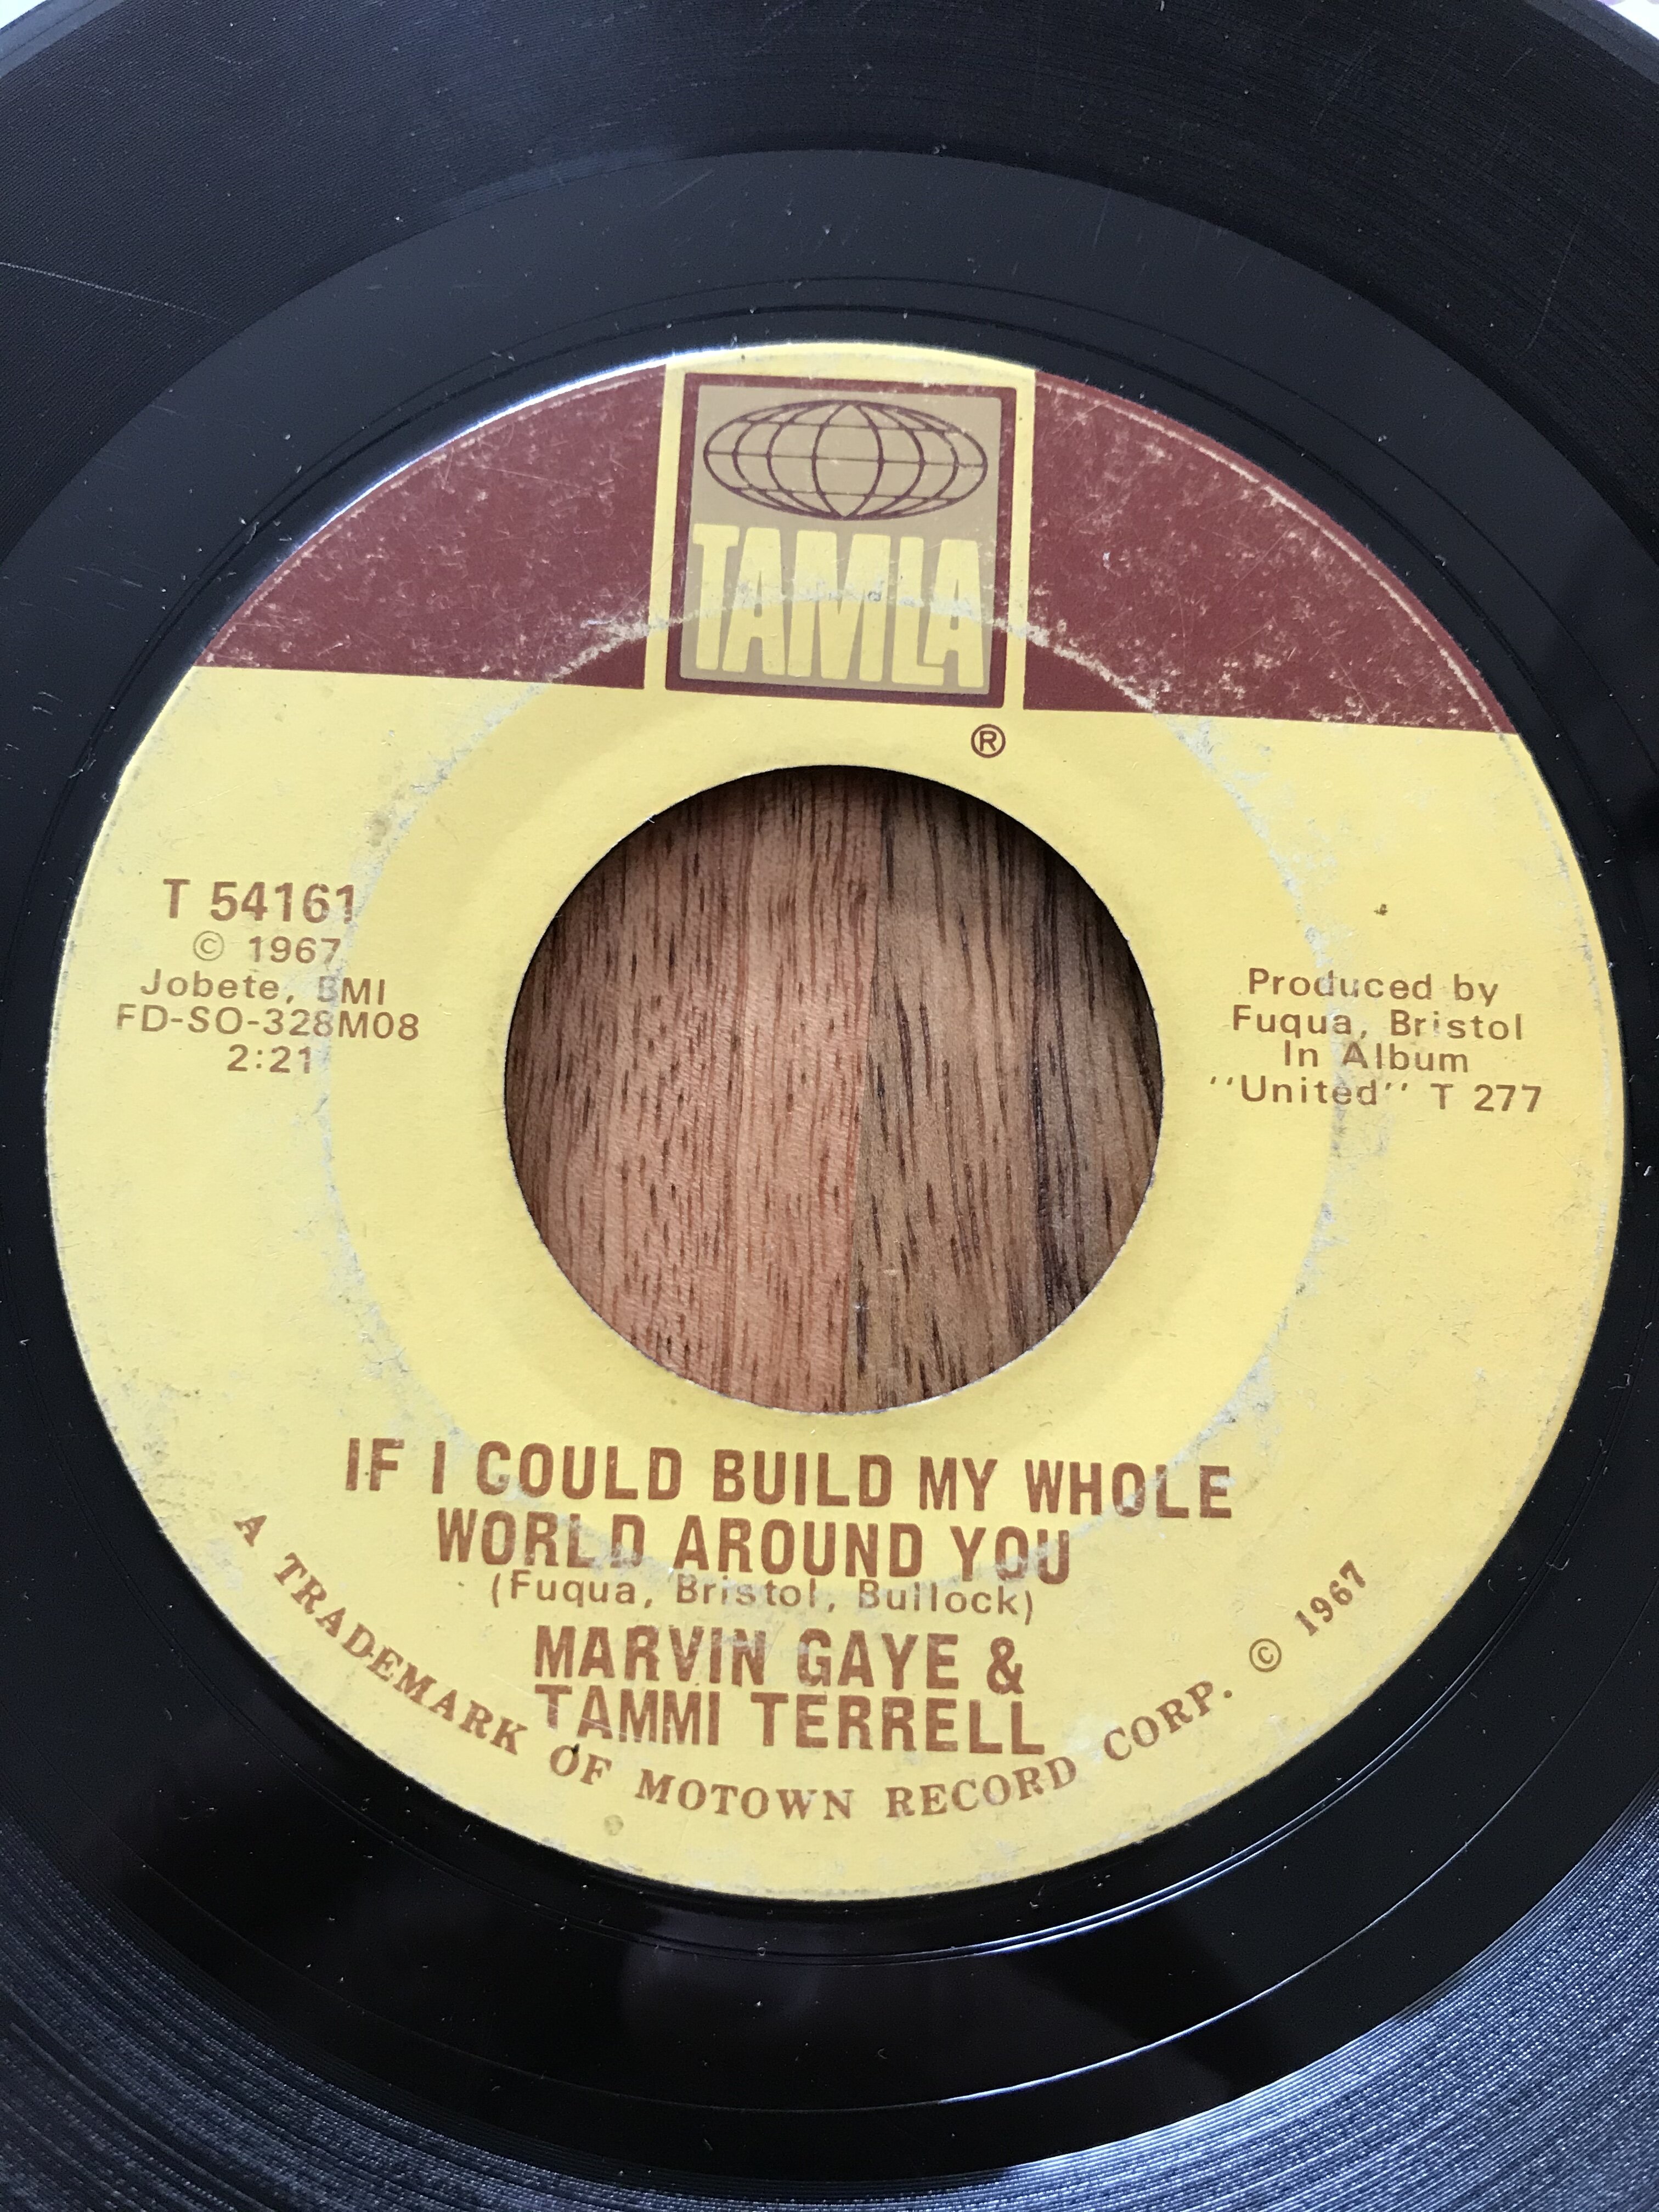 TAMLA
®
T 54161
© 1967
Jobete, BMI
FD-SO-328M08
2:21
Produced by
Fuqua, Bristol
In Album
"United" T 277
IF I COULD BUILD MY WHOLE
WORLD AROUND YOU
(Fuqua, Bristol, Bullock)
MARVIN GAYE &
TAMMI TERRELL
A TRADEMARK OF MOTOWN RECORD CORP. © 1967